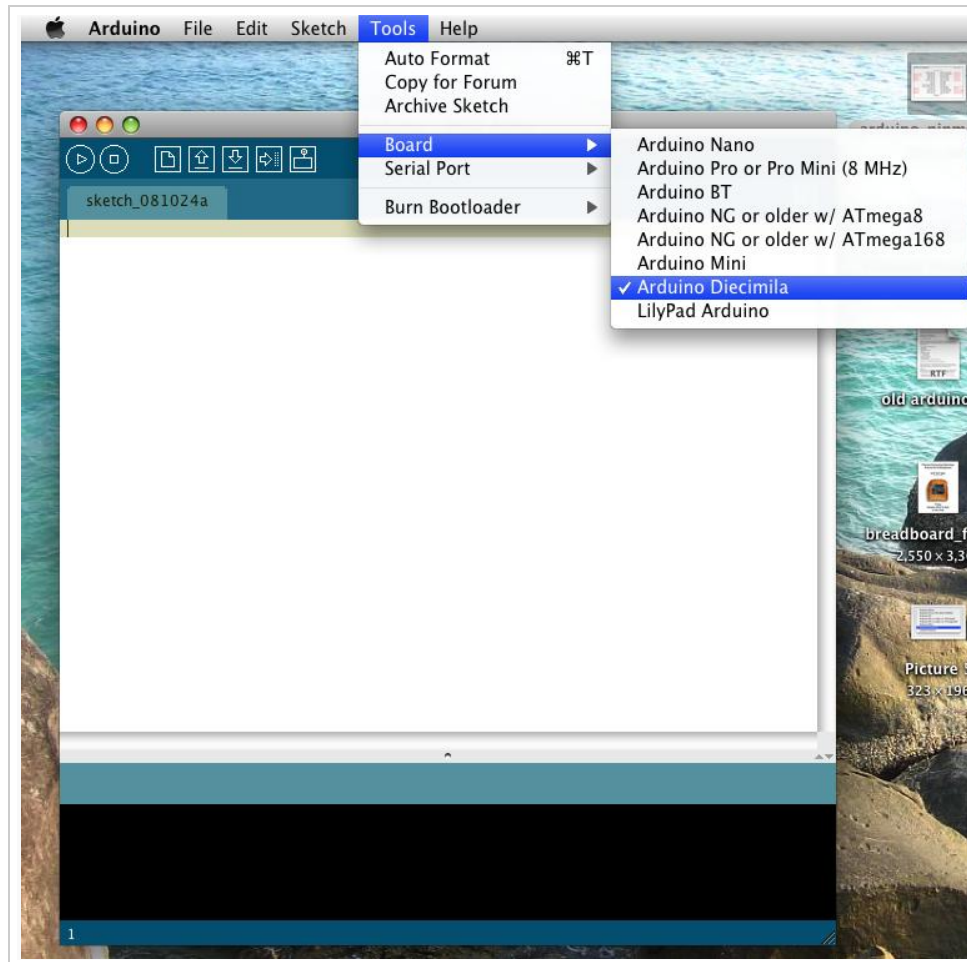 Arduino File Edit Sketch Tools Help
Auto Format ⌘T
Copy for Forum
Archive Sketch
Board
Serial Port
Burn Bootloader
Arduino Nano
Arduino Pro or Pro Mini (8 MHz)
Arduino BT
Arduino NG or older w/ ATmega8
Arduino NG or older w/ ATmega168
Arduino Mini
✓ Arduino Diecimila
LilyPad Arduino
sketch_081024a
RTF
old arduino
breadboard_f
2,550 × 3,3
Picture
323 × 196
1